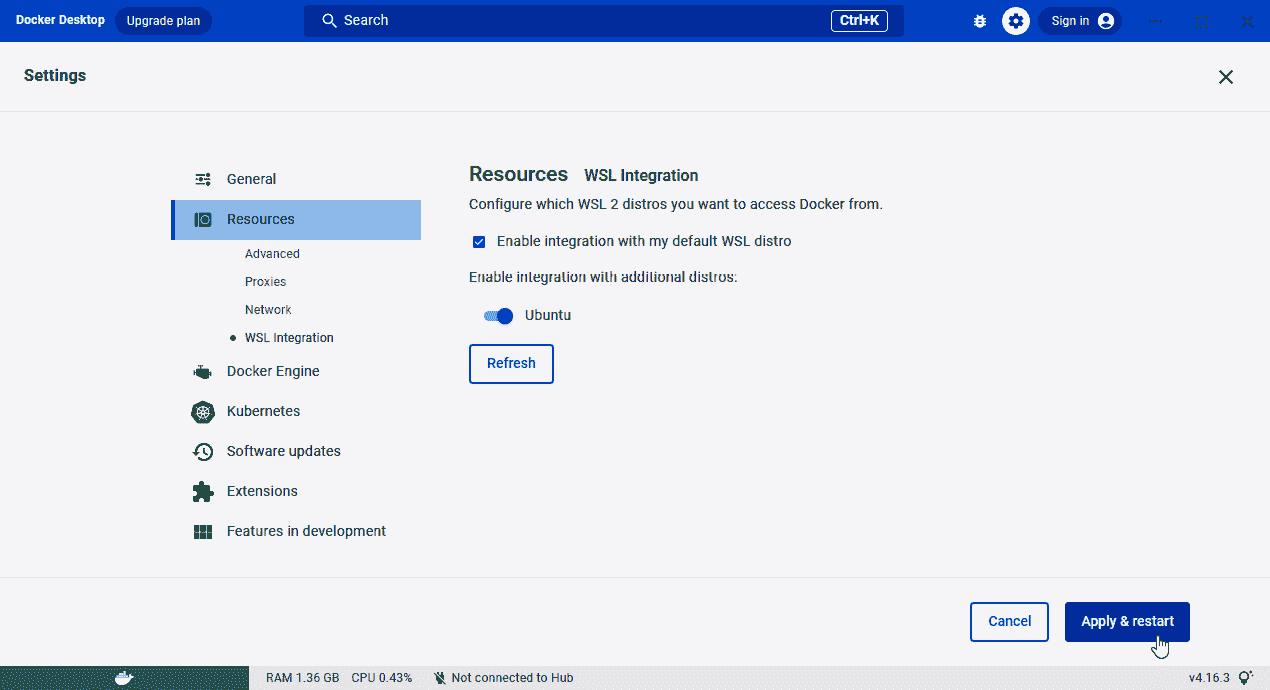 Docker Desktop Upgrade plan Search Ctrl+K Sign in
Settings
General
Resources
Advanced
Proxies
Network
WSL Integration
Docker Engine
Kubernetes
Software updates
Extensions
Features in development
Resources WSL Integration
Configure which WSL 2 distros you want to access Docker from.
Enable integration with my default WSL distro
Enable integration with additional distros:
Ubuntu
Refresh
Cancel Apply & restart
RAM 1.36 GB CPU 0.43% Not connected to Hub v4.16.3